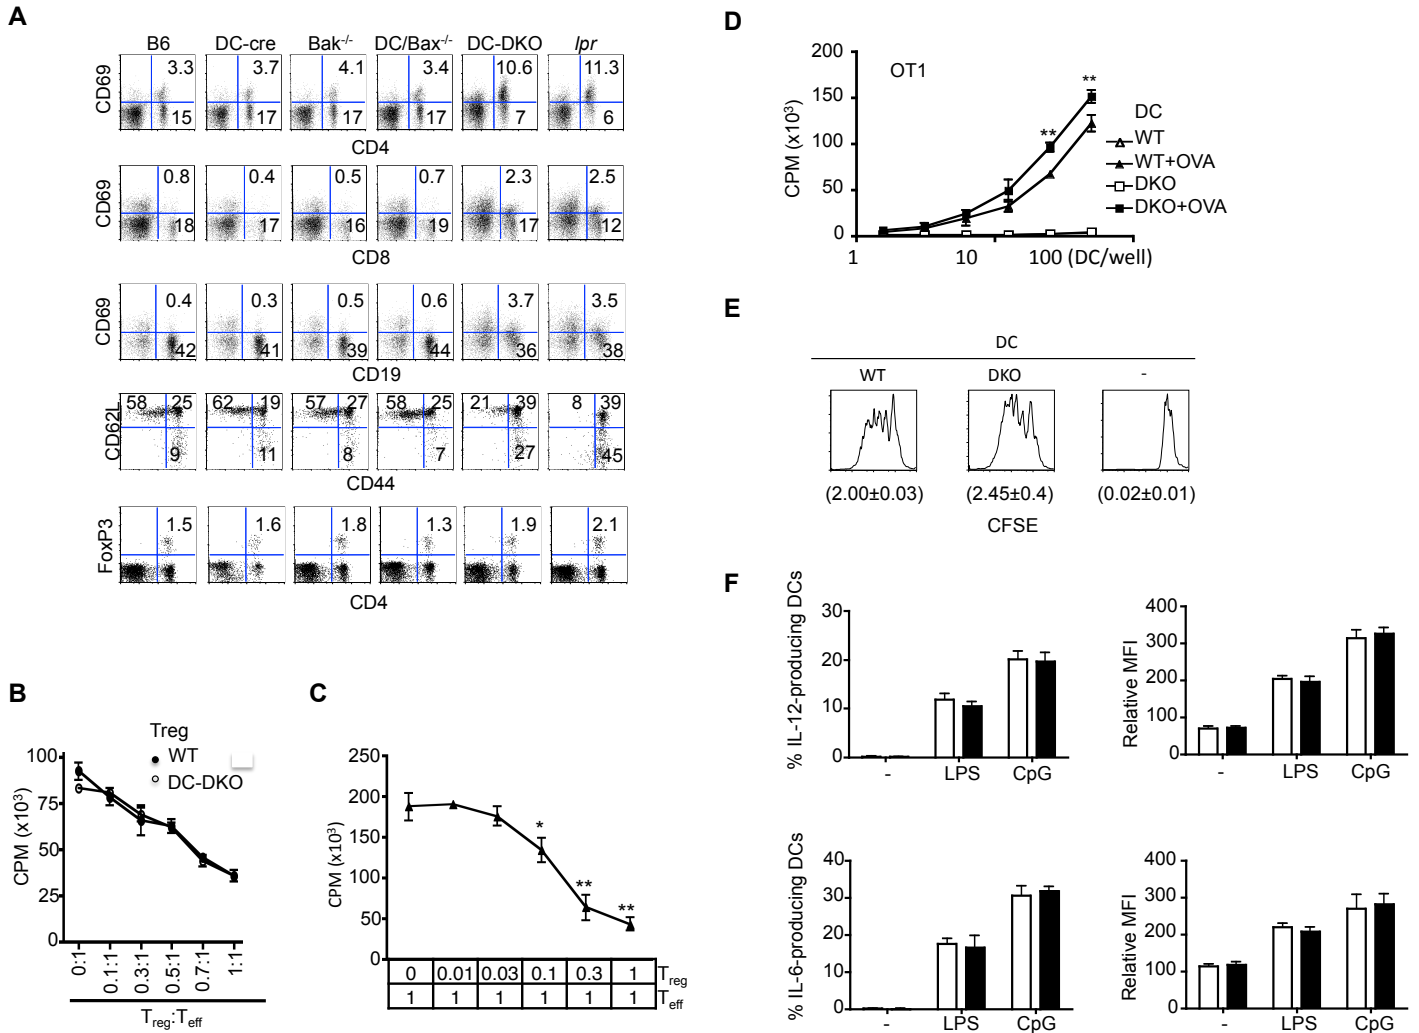 A
B6 DC-cre Bak-/- DC/Bax-/- DC-DKO lpr
CD69
3.3 3.7 4.1 3.4 10.6 11.3
15 17 17 17 7 6
CD4
CD69
0.8 0.4 0.5 0.7 2.3 2.5
18 17 16 19 17 12
CD8
CD69
0.4 0.3 0.5 0.6 3.7 3.5
42 41 39 44 36 38
CD19
CD62L
58 25 62 19 57 27 58 25 21 39 8 39
9 11 8 7 27 45
CD44
FoxP3
1.5 1.6 1.8 1.3 1.9 2.1
CD4
B
Treg
WT
DC-DKO
CPM (x10³)
100
75
50
25
0
0:1 0.1:1 0.3:1 0.5:1 0.7:1 1:1
Treg:Teff
C
CPM (x10³)
250
200
150
100
50
0
*
**
**
0 0.01 0.03 0.1 0.3 1 Treg
1 1 1 1 1 1 Teff
D
OT1
CPM (x10³)
200
150
100
50
0
**
**
1 10 100 (DC/well)
DC
WT
WT+OVA
DKO
DKO+OVA
E
DC
WT DKO -
(2.00±0.03) (2.45±0.4) (0.02±0.01)
CFSE
F
% IL-12-producing DCs
30
20
10
0
- LPS CpG
Relative MFI
400
300
200
100
0
- LPS CpG
% IL-6-producing DCs
40
30
20
10
0
- LPS CpG
Relative MFI
400
300
200
100
0
- LPS CpG